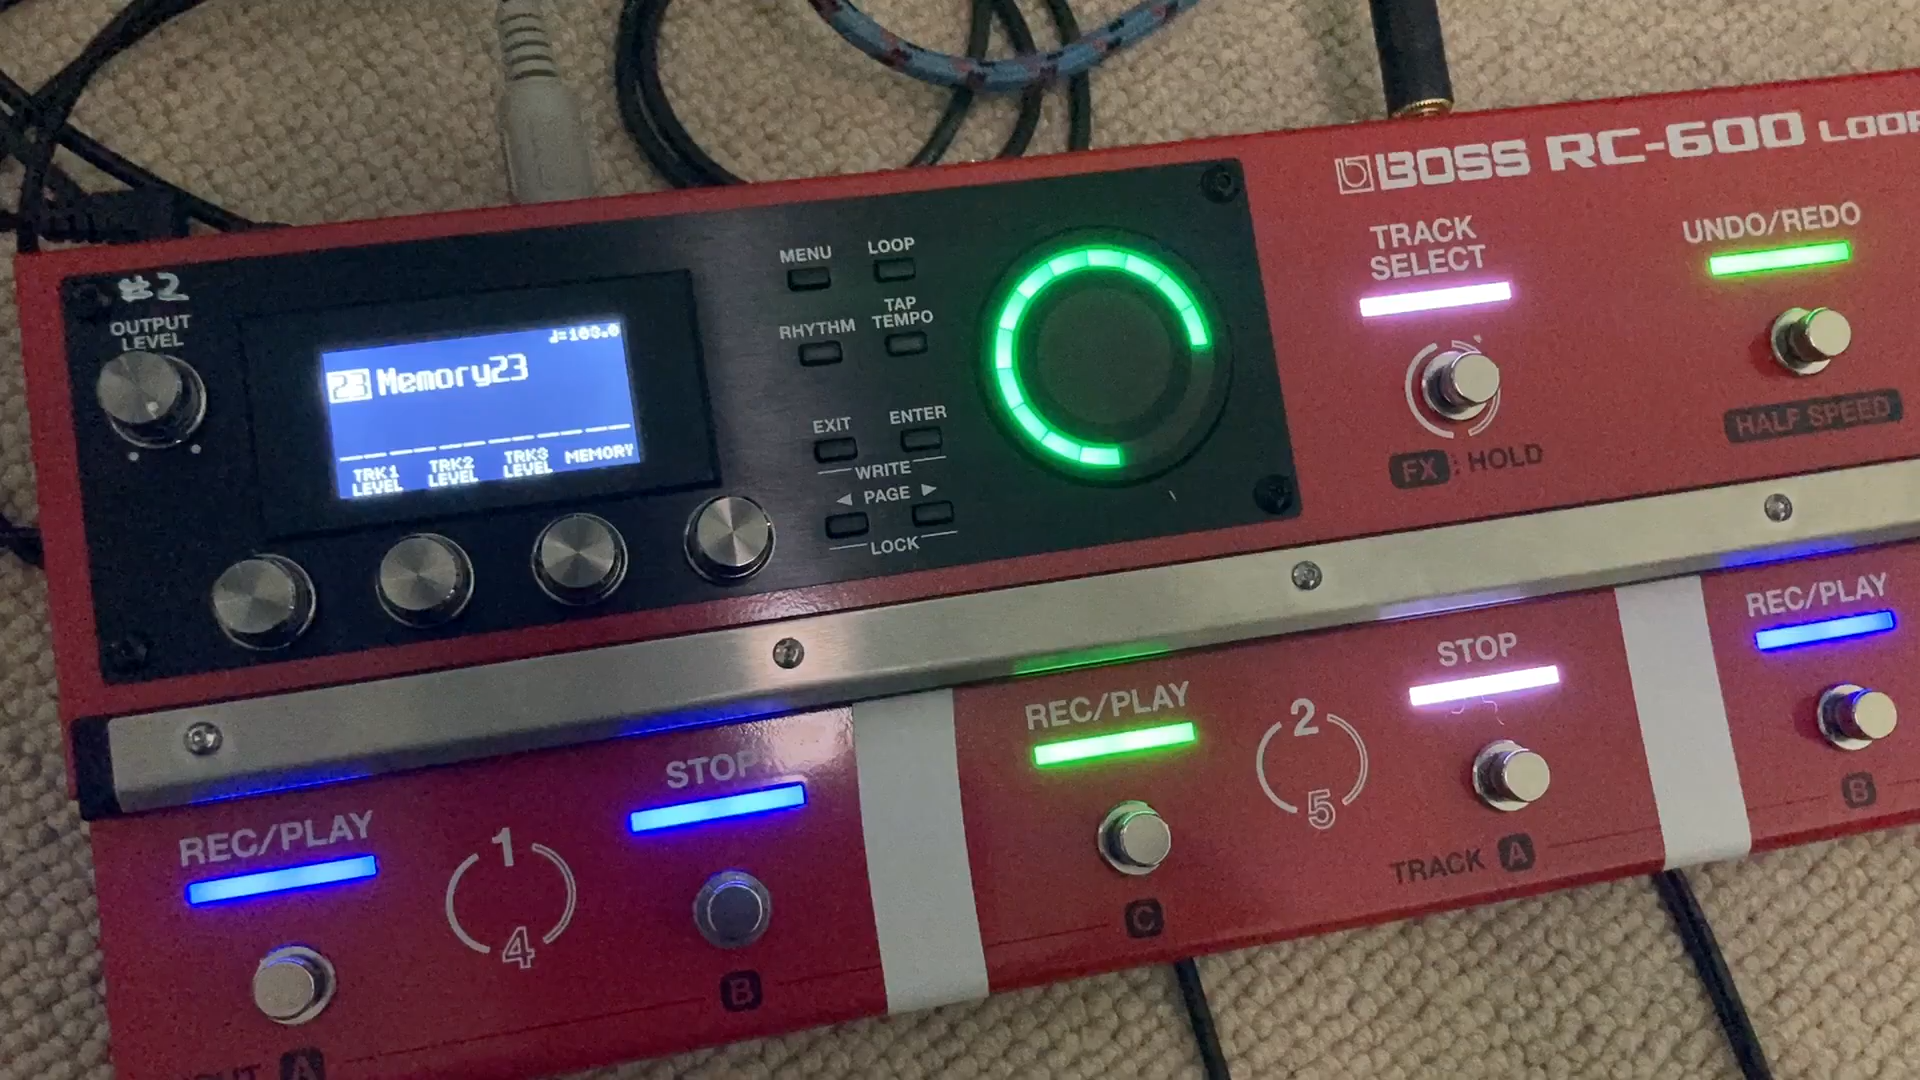 BOSS RC-600
TRACK
SELECT
UNDO/REDO
MENU
LOOP
#2
OUTPUT
LEVEL
RHYTHM
TAP
TEMPO
23 Memory23
TRK1
LEVEL
TRK2
LEVEL
TRK3
LEVEL
MEMORY
EXIT
ENTER
WRITE
◄ PAGE ►
LOCK
FX : HOLD
HALF SPEED
REC/PLAY
STOP
REC/PLAY
STOP
REC/PLAY
1
4
2
5
B
C
TRACK A
B
A